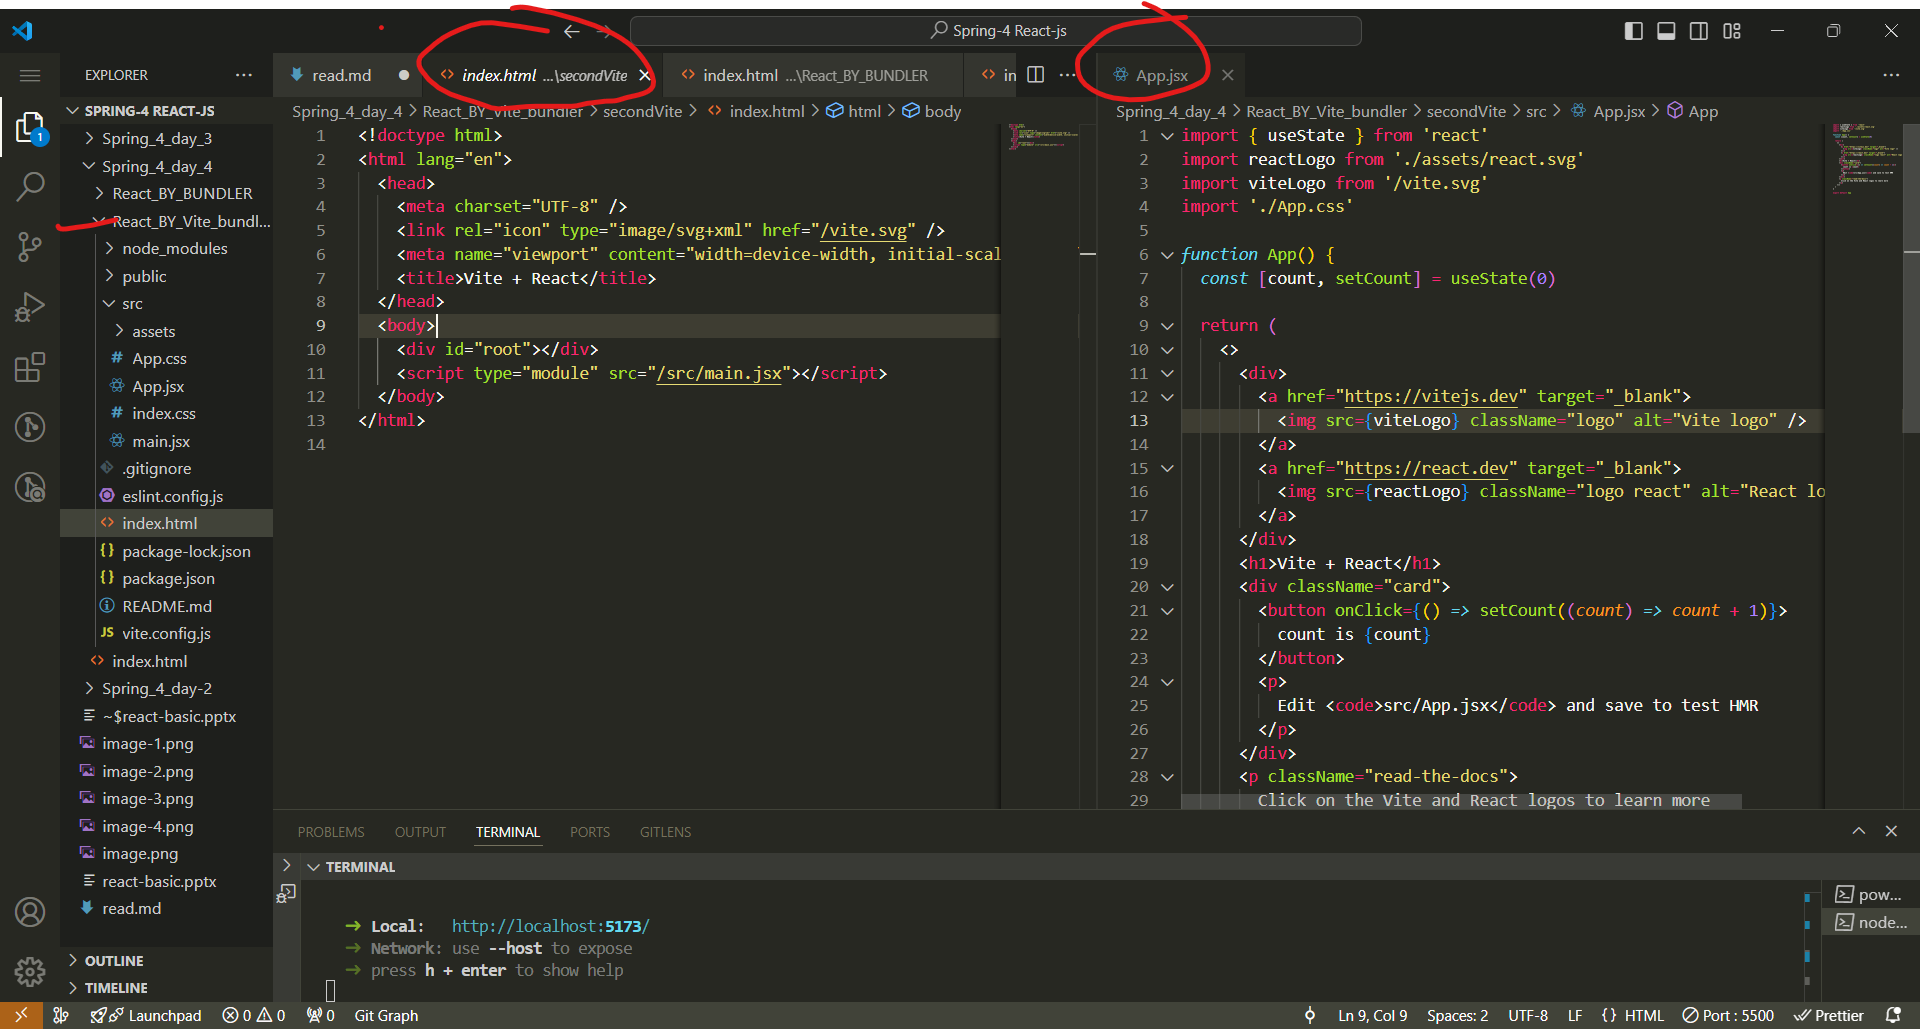 Spring-4 React-js
EXPLORER
read.md
index.html ...\secondVite
index.html ...\React_BY_BUNDLER
in
App.jsx
SPRING-4 REACT-JS
Spring_4_day_3
Spring_4_day_4
React_BY_BUNDLER
React_BY_Vite_bundl...
node_modules
public
src
assets
App.css
App.jsx
index.css
main.jsx
.gitignore
eslint.config.js
index.html
package-lock.json
package.json
README.md
vite.config.js
index.html
Spring_4_day-2
~$react-basic.pptx
image-1.png
image-2.png
image-3.png
image-4.png
image.png
react-basic.pptx
read.md
OUTLINE
TIMELINE
1
Spring_4_day_4 > React_BY_Vite_bundler > secondVite > index.html > html > body
1 <!doctype html>
2 <html lang="en">
3 <head>
4 <meta charset="UTF-8" />
5 <link rel="icon" type="image/svg+xml" href="/vite.svg" />
6 <meta name="viewport" content="width=device-width, initial-scal
7 <title>Vite + React</title>
8 </head>
9 <body>
10 <div id="root"></div>
11 <script type="module" src="/src/main.jsx"></script>
12 </body>
13 </html>
14
Spring_4_day_4 > React_BY_Vite_bundler > secondVite > src > App.jsx > App
1 import { useState } from 'react'
2 import reactLogo from './assets/react.svg'
3 import viteLogo from '/vite.svg'
4 import './App.css'
5
6 function App() {
7 const [count, setCount] = useState(0)
8
9 return (
10 <>
11 <div>
12 <a href="https://vitejs.dev" target="_blank">
13 <img src={viteLogo} className="logo" alt="Vite logo" />
14 </a>
15 <a href="https://react.dev" target="_blank">
16 <img src={reactLogo} className="logo react" alt="React lo
17 </a>
18 </div>
19 <h1>Vite + React</h1>
20 <div className="card">
21 <button onClick={() => setCount((count) => count + 1)}>
22 count is {count}
23 </button>
24 <p>
25 Edit <code>src/App.jsx</code> and save to test HMR
26 </p>
27 </div>
28 <p className="read-the-docs">
29 Click on the Vite and React logos to learn more
PROBLEMS OUTPUT TERMINAL PORTS GITLENS
TERMINAL
→ Local: http://localhost:5173/
→ Network: use --host to expose
→ press h + enter to show help
pow...
node...
Launchpad 0 0 0 Git Graph
Ln 9, Col 9 Spaces: 2 UTF-8 LF {} HTML Port : 5500 Prettier